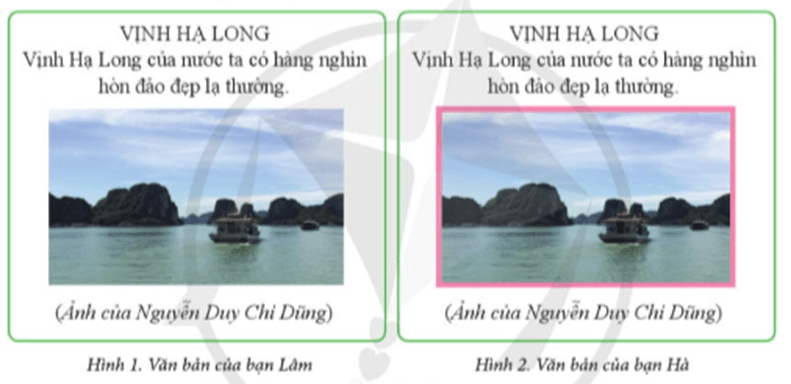 VỊNH HẠ LONG
Vịnh Hạ Long của nước ta có hàng nghìn
hòn đảo đẹp lạ thường.
(Ảnh của Nguyễn Duy Chi Dũng)
Hình 1. Văn bản của bạn Lâm
VỊNH HẠ LONG
Vịnh Hạ Long của nước ta có hàng nghìn
hòn đảo đẹp lạ thường.
(Ảnh của Nguyễn Duy Chi Dũng)
Hình 2. Văn bản của bạn Hà